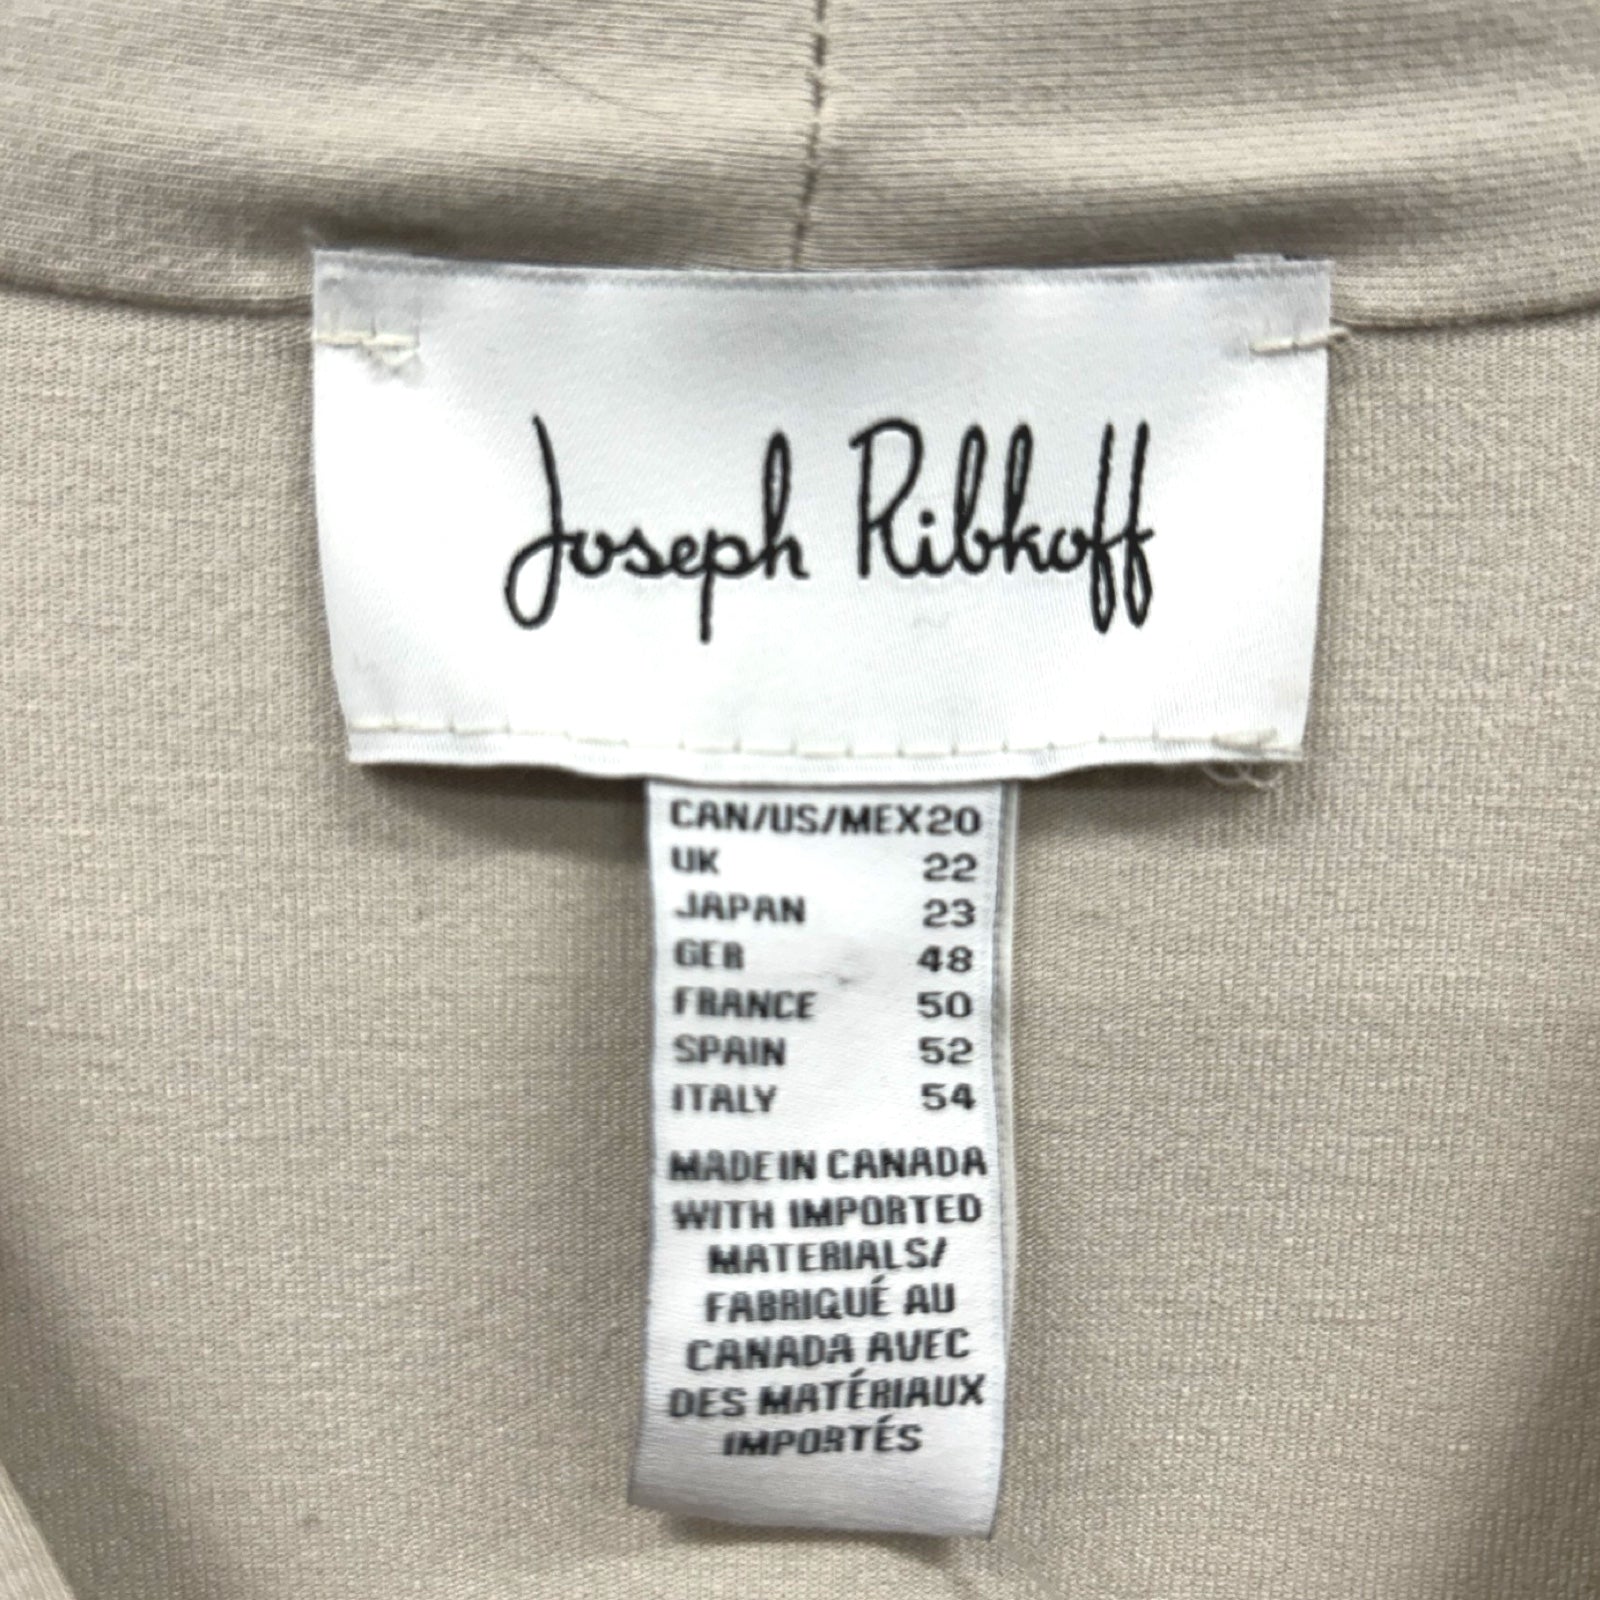 Joseph Ribkoff
CAN/US/MEX 20
UK 22
JAPAN 23
GER 48
FRANCE 50
SPAIN 52
ITALY 54
MADE IN CANADA
WITH IMPORTED
MATERIALS/
FABRIQUÉ AU
CANADA AVEC
DES MATÉRIAUX
IMPORTÉS